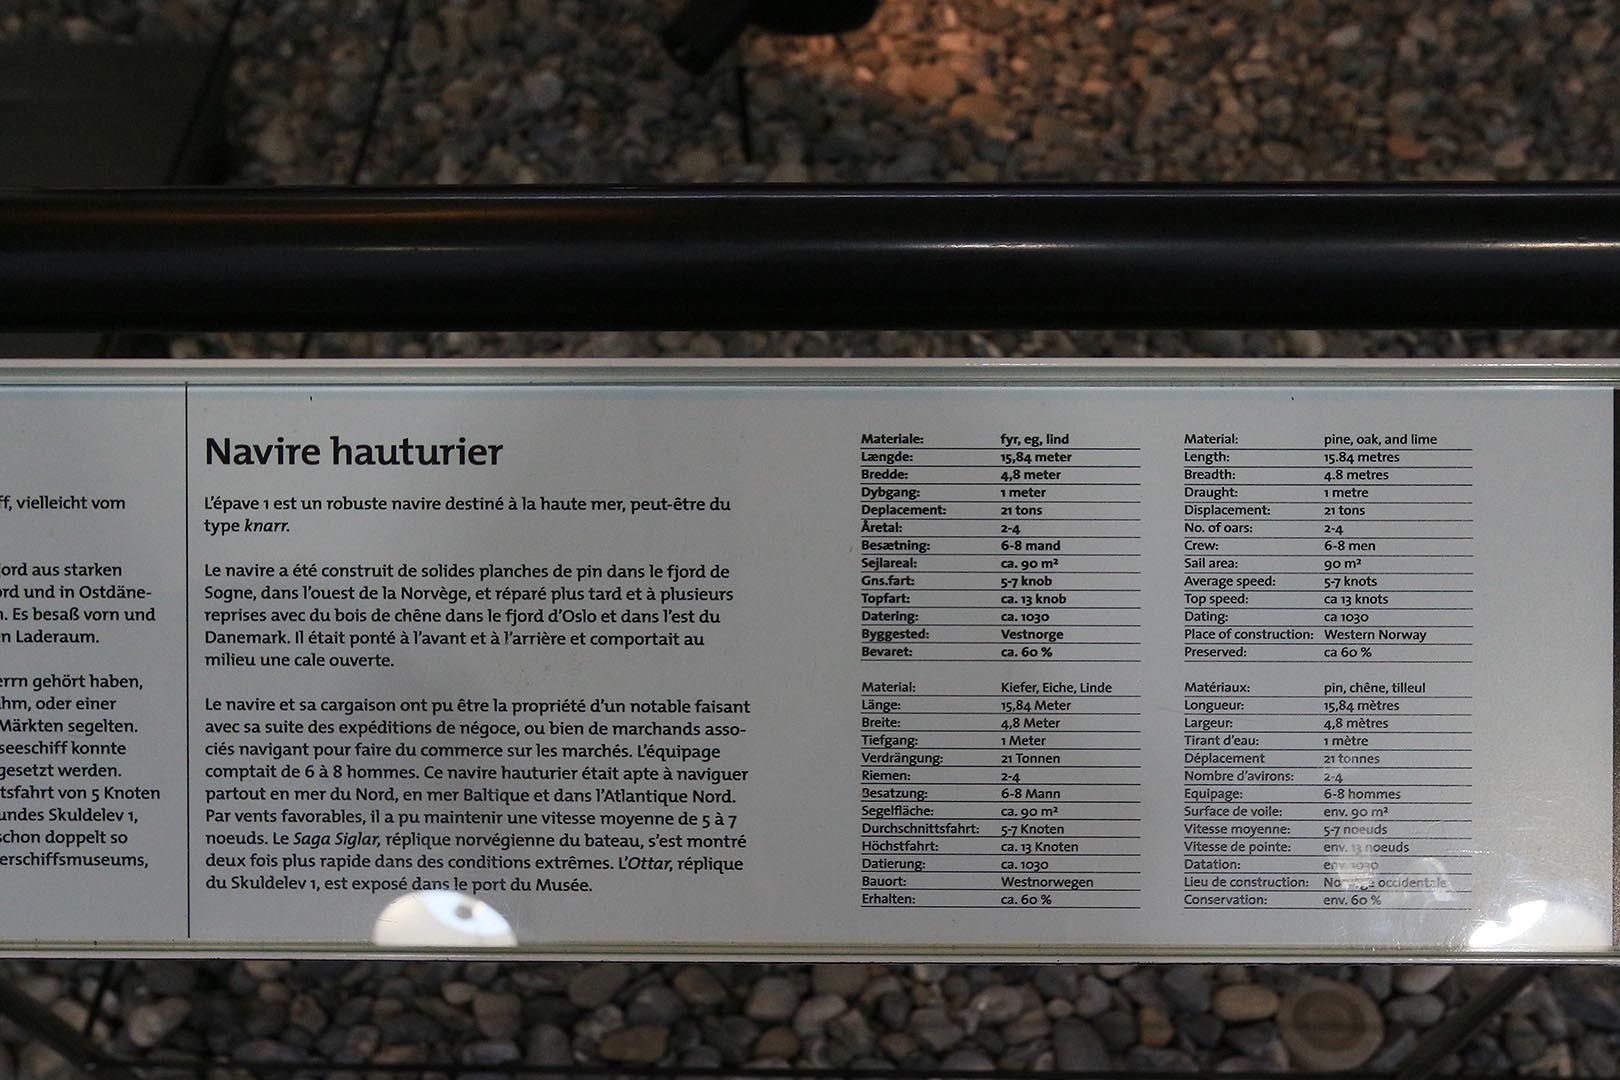 ff, vielleicht vom
jord aus starken
ord und in Ostdäne-
n. Es besaß vorn und
en Laderaum.
errn gehört haben,
ahm, oder einer
Märkten segelten.
seeschiff konnte
gesetzt werden.
tsfahrt von 5 Knoten
undes Skuldelev 1,
schon doppelt so
erschiffsmuseums,
Navire hauturier
L'épave 1 est un robuste navire destiné à la haute mer, peut-être du
type knarr.
Le navire a été construit de solides planches de pin dans le fjord de
Sogne, dans l'ouest de la Norvège, et réparé plus tard et à plusieurs
reprises avec du bois de chêne dans le fjord d'Oslo et dans l'est du
Danemark. Il était ponté à l'avant et à l'arrière et comportait au
milieu une cale ouverte.
Le navire et sa cargaison ont pu être la propriété d'un notable faisant
avec sa suite des expéditions de négoce, ou bien de marchands asso-
ciés navigant pour faire du commerce sur les marchés. L'équipage
comptait de 6 à 8 hommes. Ce navire hauturier était apte à naviguer
partout en mer du Nord, en mer Baltique et dans l'Atlantique Nord.
Par vents favorables, il a pu maintenir une vitesse moyenne de 5 à 7
noeuds. Le Saga Siglar, réplique norvégienne du bateau, s'est montré
deux fois plus rapide dans des conditions extrêmes. L'Ottar, réplique
du Skuldelev 1, est exposé dans le port du Musée.
Materiale: fyr, eg, lind
Længde: 15,84 meter
Bredde: 4,8 meter
Dybgang: 1 meter
Deplacement: 21 tons
Åretal: 2-4
Besætning: 6-8 mand
Sejlareal: ca. 90 m²
Gns.fart: 5-7 knob
Topfart: ca. 13 knob
Datering: ca. 1030
Byggested: Vestnorge
Bevaret: ca. 60 %
Material: pine, oak, and lime
Length: 15.84 metres
Breadth: 4.8 metres
Draught: 1 metre
Displacement: 21 tons
No. of oars: 2-4
Crew: 6-8 men
Sail area: 90 m²
Average speed: 5-7 knots
Top speed: ca 13 knots
Dating: ca 1030
Place of construction: Western Norway
Preserved: ca 60 %
Material: Kiefer, Eiche, Linde
Länge: 15,84 Meter
Breite: 4,8 Meter
Tiefgang: 1 Meter
Verdrängung: 21 Tonnen
Riemen: 2-4
Besatzung: 6-8 Mann
Segelfläche: ca. 90 m²
Durchschnittsfahrt: 5-7 Knoten
Höchstfahrt: ca. 13 Knoten
Datierung: ca. 1030
Bauort: Westnorwegen
Erhalten: ca. 60 %
Matériaux: pin, chêne, tilleul
Longueur: 15,84 mètres
Largeur: 4,8 mètres
Tirant d'eau: 1 mètre
Déplacement 21 tonnes
Nombre d'avirons: 2-4
Equipage: 6-8 hommes
Surface de voile: env. 90 m²
Vitesse moyenne: 5-7 noeuds
Vitesse de pointe: env. 13 noeuds
Datation: env. 1030
Lieu de construction: Norvège occidentale
Conservation: env. 60 %